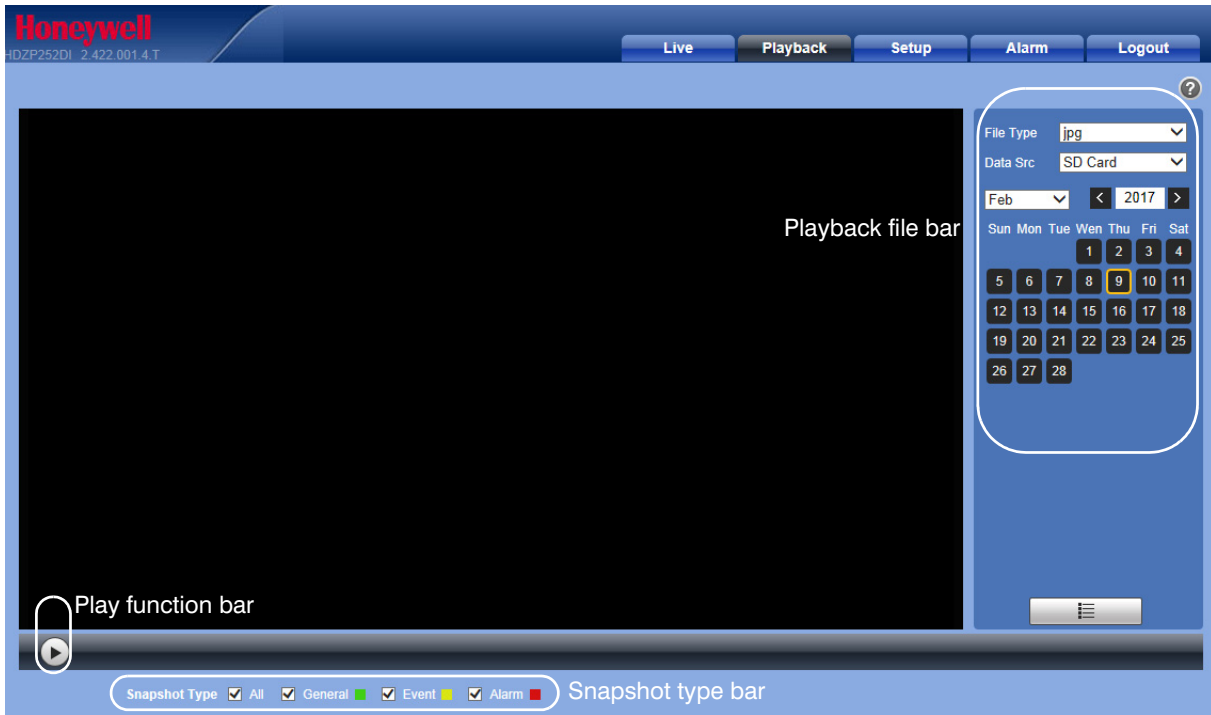 Honeywell
HDZP252DI 2.422.001.4.T
Live Playback Setup Alarm Logout
?
File Type jpg
Data Src SD Card
Feb < 2017 >
Playback file bar
Sun Mon Tue Wen Thu Fri Sat
1 2 3 4
5 6 7 8 9 10 11
12 13 14 15 16 17 18
19 20 21 22 23 24 25
26 27 28
Play function bar
Snapshot Type All General Event Alarm
Snapshot type bar